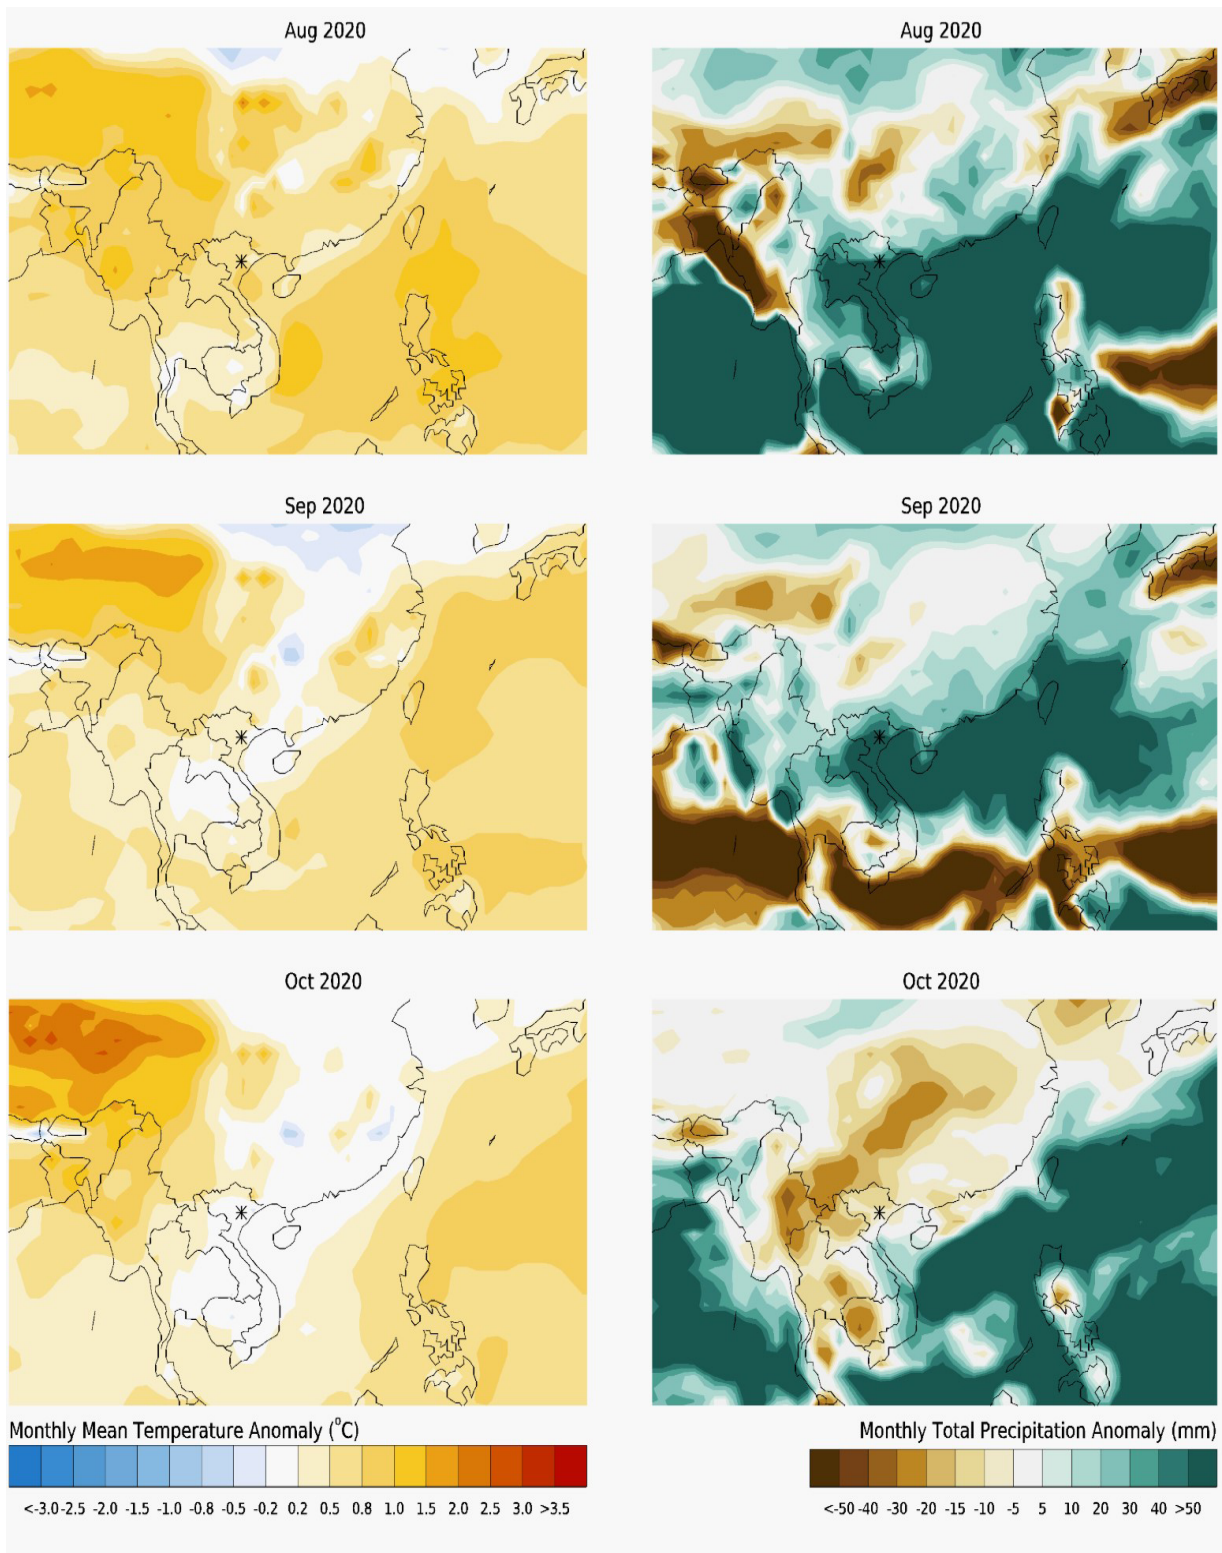 Aug 2020
Aug 2020
Sep 2020
Sep 2020
Oct 2020
Oct 2020
Monthly Mean Temperature Anomaly (°C)
<-3.0 -2.5 -2.0 -1.5 -1.0 -0.8 -0.5 -0.2 0.2 0.5 0.8 1.0 1.5 2.0 2.5 3.0 >3.5
Monthly Total Precipitation Anomaly (mm)
<-50 -40 -30 -20 -15 -10 -5 5 10 20 30 40 >50